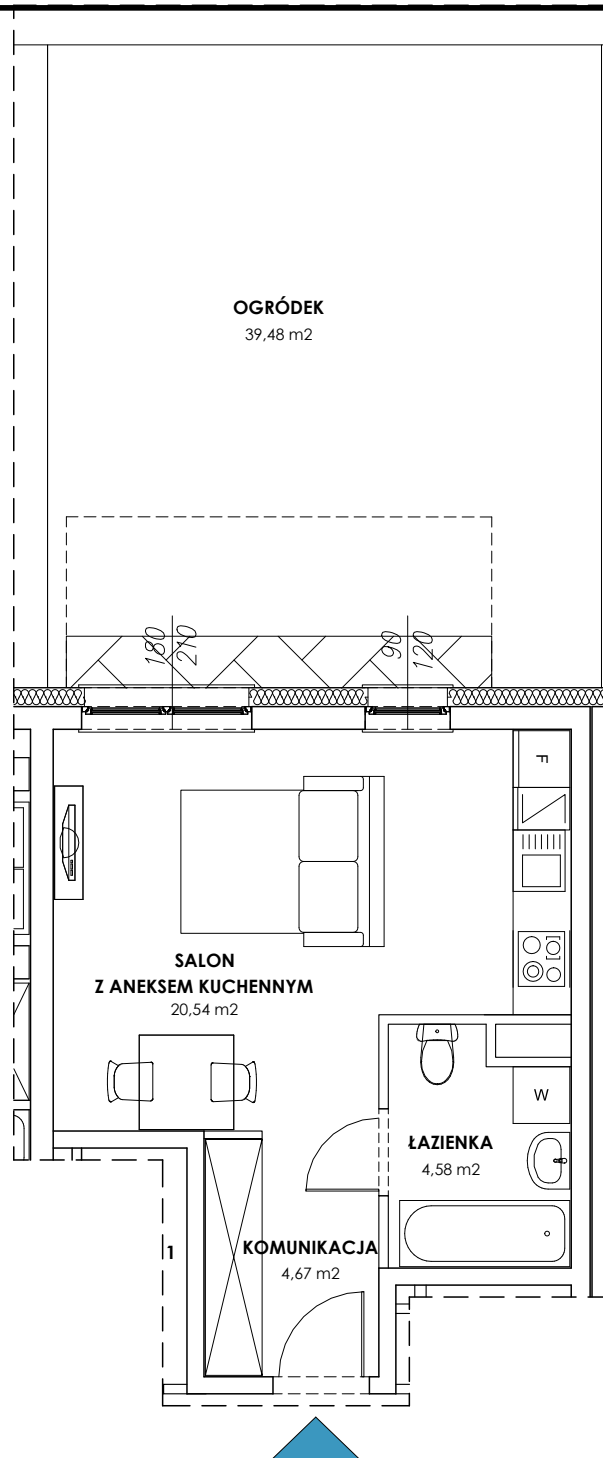 OGRÓDEK
39,48 m2
180
210
90
120
F
SALON
Z ANEKSEM KUCHENNYM
20,54 m2
W
ŁAZIENKA
4,58 m2
1
KOMUNIKACJA
4,67 m2